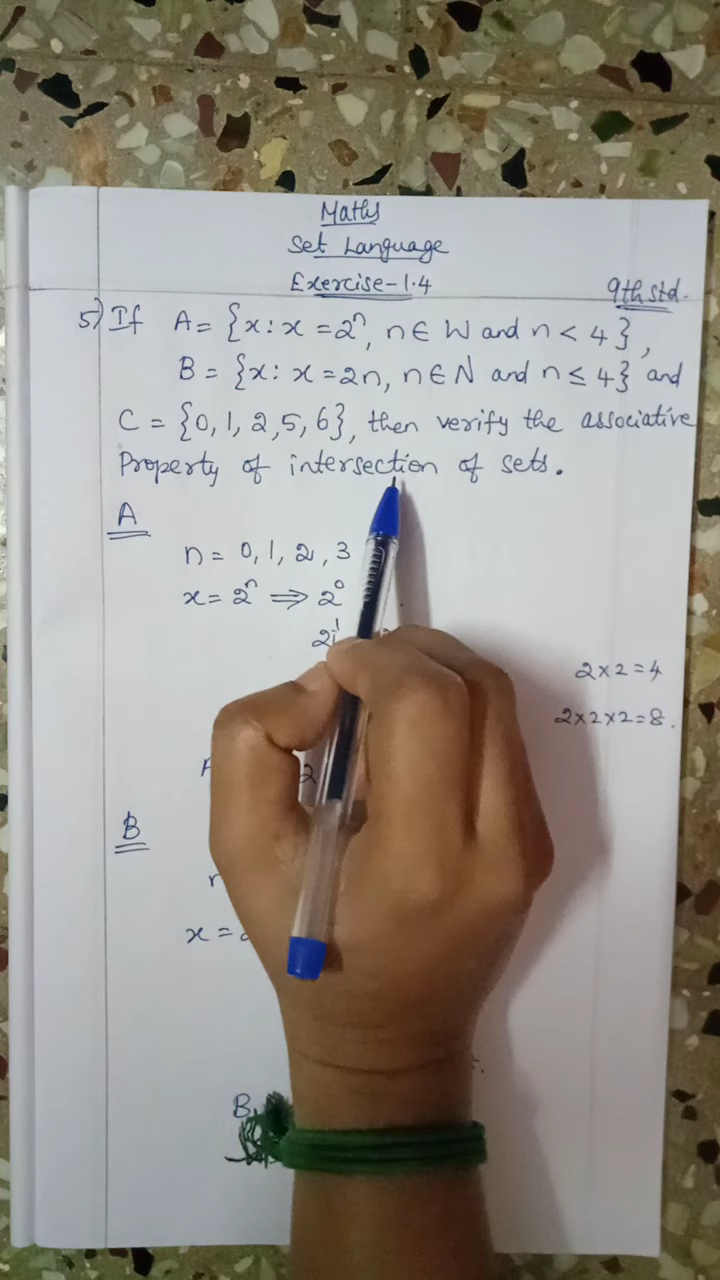 Maths
Set Language
Exercise-1.4
9th std.
5) If A = {x : x = 2ⁿ, n ∈ W and n < 4},
B = {x : x = 2n, n ∈ N and n ≤ 4} and
C = {0, 1, 2, 5, 6}, then verify the associative
Property of intersection of sets.
A
n = 0, 1, 2, 3
x = 2ⁿ ⇒ 2⁰
2¹
2×2=4
2×2×2=8.
2
B
x =
B